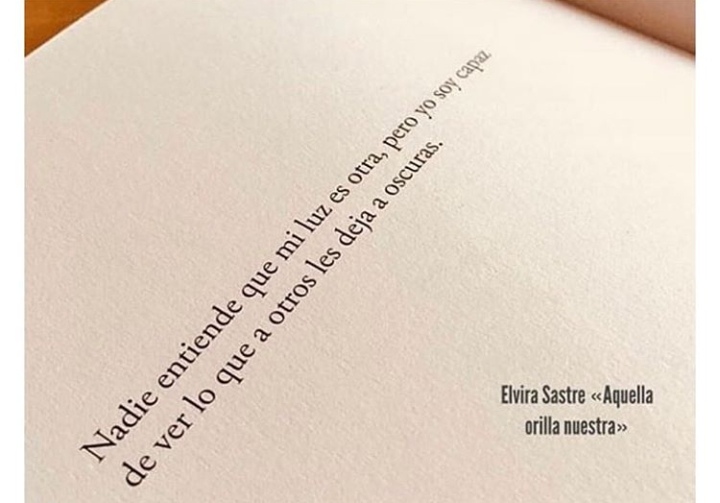 Nadie entiende que mi luz es otra, pero yo soy capaz
de ver lo que a otros les deja a oscuras.
Elvira Sastre «Aquella
orilla nuestra»